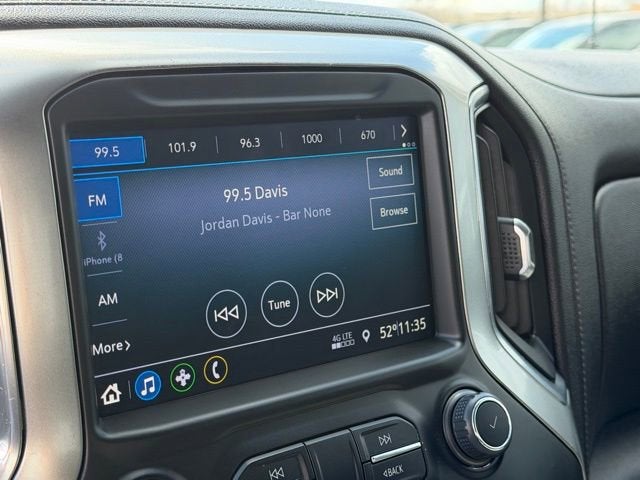 99.5 101.9 96.3 1000 670
FM
99.5 Davis
Sound
Jordan Davis - Bar None
Browse
iPhone (8
AM
Tune
More
4G LTE
52° 11:35
BACK